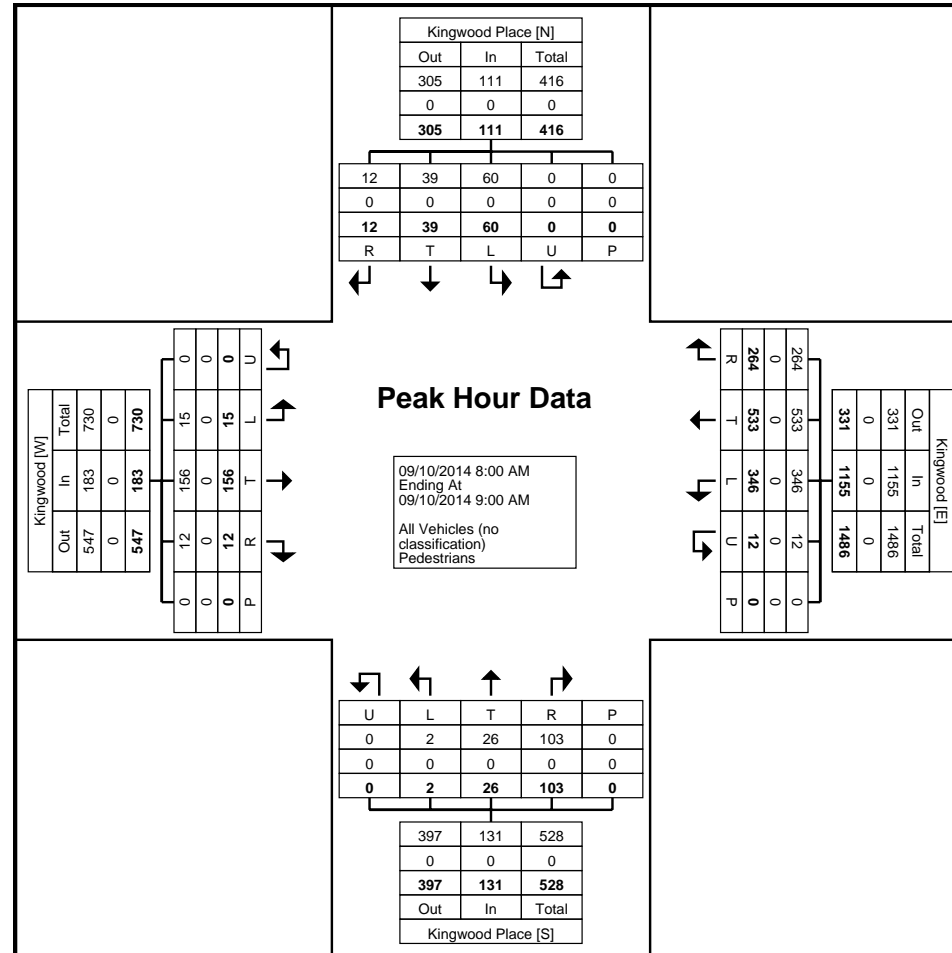 Kingwood Place [N]
Out In Total
305 111 416
0 0 0
305 111 416
12 39 60 0 0
0 0 0 0 0
12 39 60 0 0
R T L U P
Kingwood [W]
Total In Out
730 183 547
0 0 0
730 183 547
0 15 156 12 0
0 0 0 0 0
0 15 156 12 0
U L T R P
Peak Hour Data
09/10/2014 8:00 AM
Ending At
09/10/2014 9:00 AM
All Vehicles (no
classification)
Pedestrians
R T L U P
264 533 346 12 0
0 0 0 0 0
264 533 346 12 0
331 1155 1486
0 0 0
331 1155 1486
Out In Total
Kingwood [E]
U L T R P
0 2 26 103 0
0 0 0 0 0
0 2 26 103 0
397 131 528
0 0 0
397 131 528
Out In Total
Kingwood Place [S]